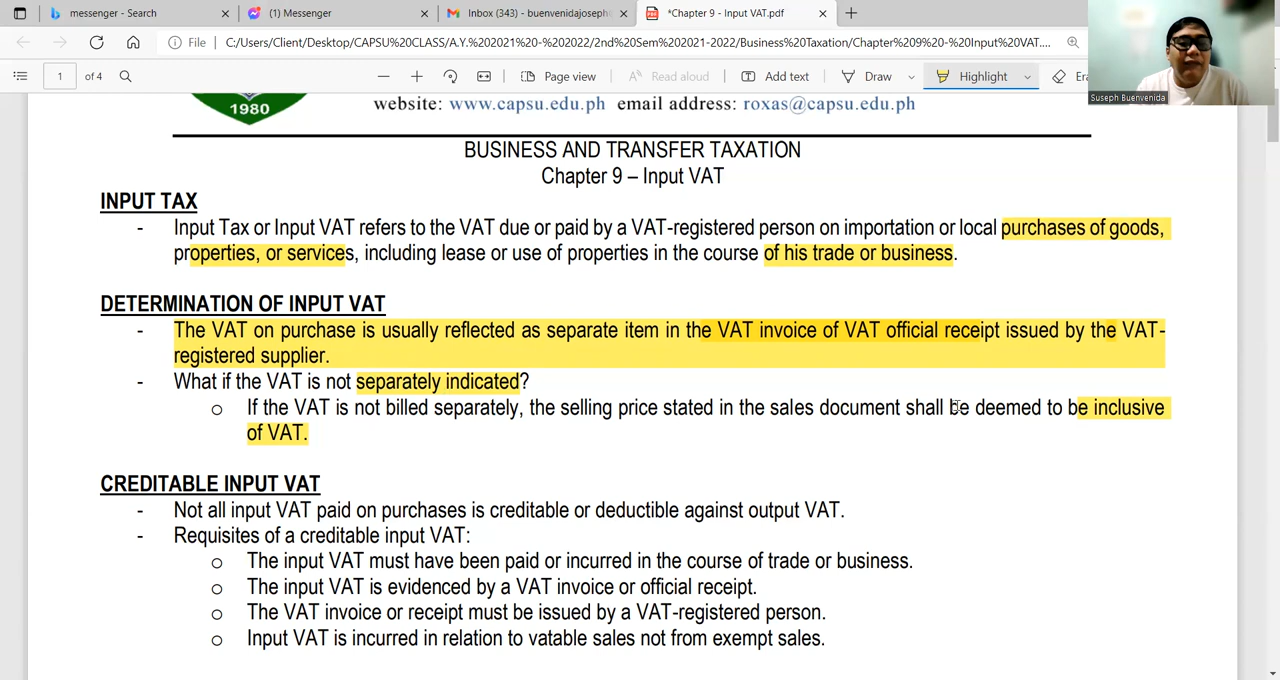 messenger - Search
(1) Messenger
Inbox (343) - buenvenidajosephi
*Chapter 9 - Input VAT.pdf
File
C:/Users/Client/Desktop/CAPSU%20CLASS/A.Y.%202021%20-%202022/2nd%20Sem%202021-2022/Business%20Taxation/Chapter%209%20-%20Input%20VAT....
1 of 4
Page view
Read aloud
Add text
Draw
Highlight
Suseph Buenvenida
1980
website: www.capsu.edu.ph email address: roxas@capsu.edu.ph
BUSINESS AND TRANSFER TAXATION
Chapter 9 – Input VAT
INPUT TAX
- Input Tax or Input VAT refers to the VAT due or paid by a VAT-registered person on importation or local purchases of goods,
properties, or services, including lease or use of properties in the course of his trade or business.
DETERMINATION OF INPUT VAT
- The VAT on purchase is usually reflected as separate item in the VAT invoice of VAT official receipt issued by the VAT-
registered supplier.
- What if the VAT is not separately indicated?
o If the VAT is not billed separately, the selling price stated in the sales document shall be deemed to be inclusive
of VAT.
CREDITABLE INPUT VAT
- Not all input VAT paid on purchases is creditable or deductible against output VAT.
- Requisites of a creditable input VAT:
o The input VAT must have been paid or incurred in the course of trade or business.
o The input VAT is evidenced by a VAT invoice or official receipt.
o The VAT invoice or receipt must be issued by a VAT-registered person.
o Input VAT is incurred in relation to vatable sales not from exempt sales.